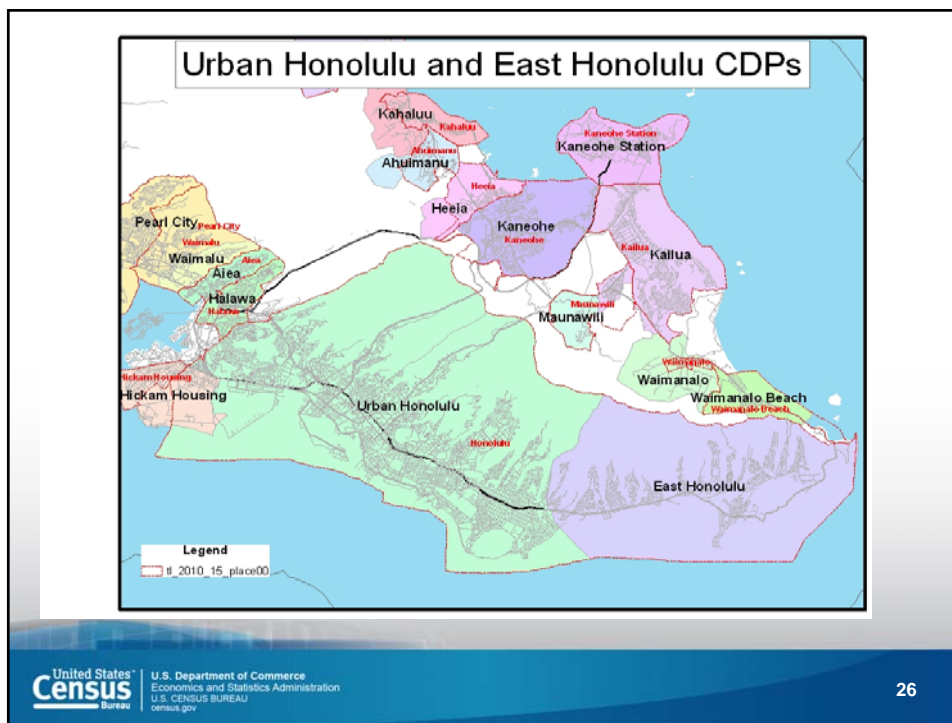 Urban Honolulu and East Honolulu CDPs
Kahaluu
Kahaluu
Ahuimanu
Ahuimanu
Kaneohe Station
Kaneohe Station
Heeia
Heeia
Kaneohe
Kaneohe
Pearl City
Pearl City
Waimalu
Waimalu
Aiea
Aiea
Halawa
Halawa
Kailua
Kailua
Maunawili
Maunawili
Waimanalo
Waimanalo
Waimanalo Beach
Waimanalo Beach
Hickam Housing
Hickam Housing
Urban Honolulu
Honolulu
East Honolulu
Legend
tl_2010_15_place00
United States™
Census
Bureau
U.S. Department of Commerce
Economics and Statistics Administration
U.S. CENSUS BUREAU
census.gov
26